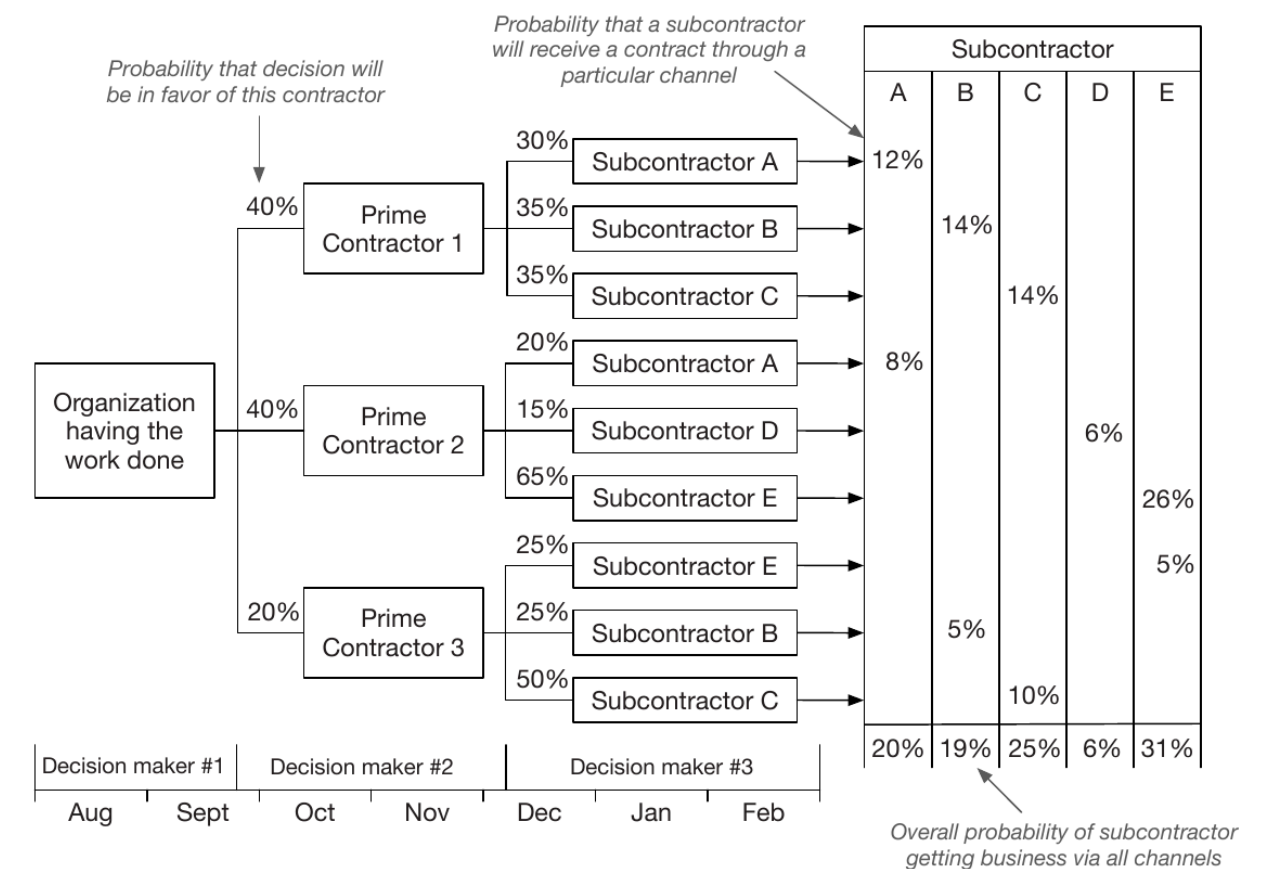 Probability that a subcontractor
will receive a contract through a
particular channel
Probability that decision will
be in favor of this contractor
Subcontractor
A B C D E
30%
Subcontractor A
12%
40%
Prime
Contractor 1
35%
Subcontractor B
14%
35%
Subcontractor C
14%
20%
Subcontractor A
8%
Organization
having the
work done
40%
Prime
Contractor 2
15%
Subcontractor D
6%
65%
Subcontractor E
26%
25%
Subcontractor E
5%
20%
Prime
Contractor 3
25%
Subcontractor B
5%
50%
Subcontractor C
10%
20% 19% 25% 6% 31%
Decision maker #1 Decision maker #2 Decision maker #3
Aug Sept Oct Nov Dec Jan Feb
Overall probability of subcontractor
getting business via all channels